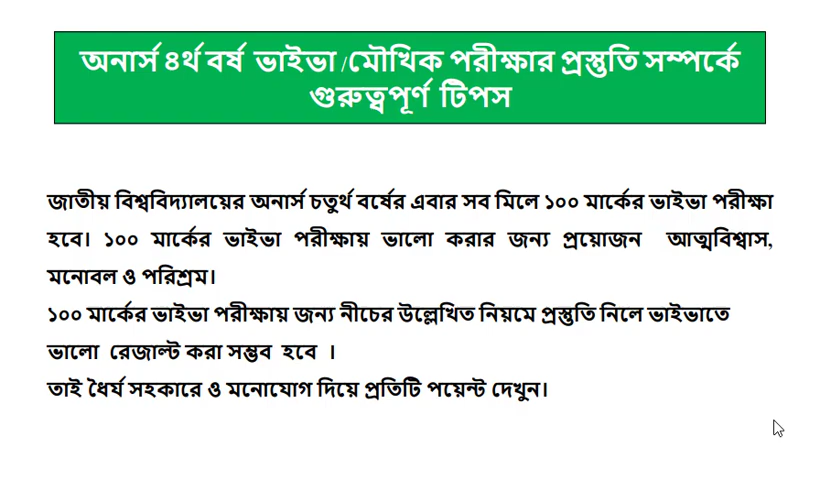 অনার্স ৪র্থ বর্ষ ভাইভা /মৌখিক পরীক্ষার প্রস্তুতি সম্পর্কে
গুরুত্বপূর্ণ টিপস
জাতীয় বিশ্ববিদ্যালয়ের অনার্স চতুর্থ বর্ষের এবার সব মিলে ১০০ মার্কের ভাইভা পরীক্ষা
হবে। ১০০ মার্কের ভাইভা পরীক্ষায় ভালো করার জন্য প্রয়োজন আত্মবিশ্বাস,
মনোবল ও পরিশ্রম।
১০০ মার্কের ভাইভা পরীক্ষায় জন্য নীচের উল্লেখিত নিয়মে প্রস্তুতি নিলে ভাইভাতে
ভালো রেজাল্ট করা সম্ভব হবে ।
তাই ধৈর্য সহকারে ও মনোযোগ দিয়ে প্রতিটি পয়েন্ট দেখুন।